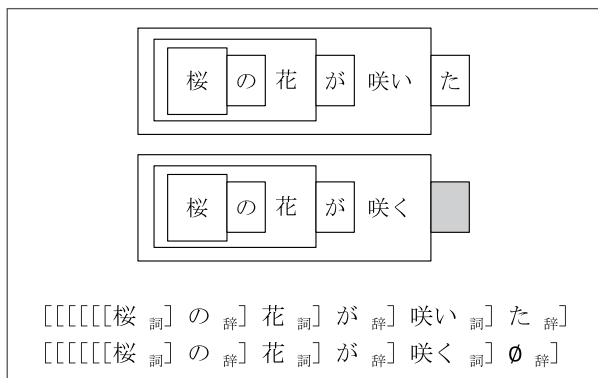 桜 の 花 が 咲い た
桜 の 花 が 咲く
[[[[[[桜 詞] の 辞] 花 詞] が 辞] 咲い 詞] た 辞]
[[[[[[桜 詞] の 辞] 花 詞] が 辞] 咲く 詞] Ø 辞]